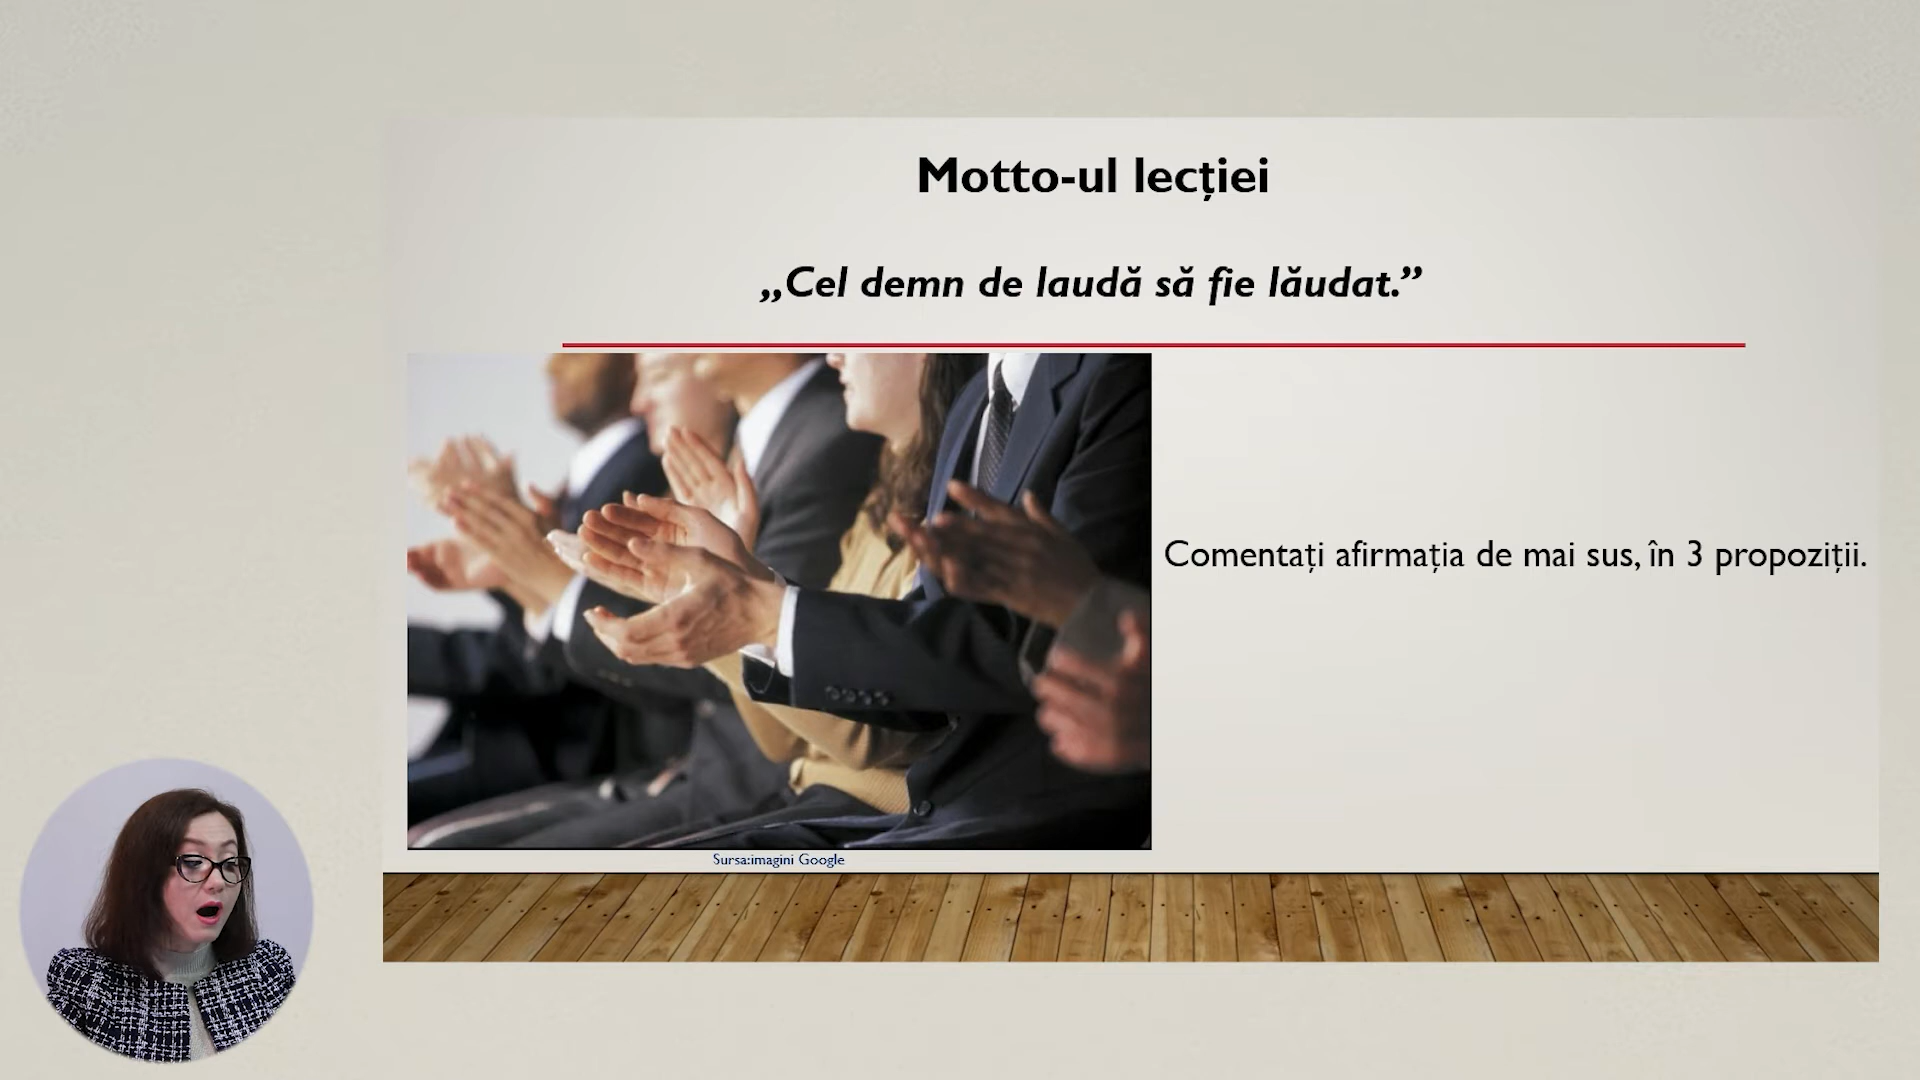 Motto-ul lecției
„Cel demn de laudă să fie lăudat.”
Comentați afirmația de mai sus, în 3 propoziții.
Sursa:imagini Google